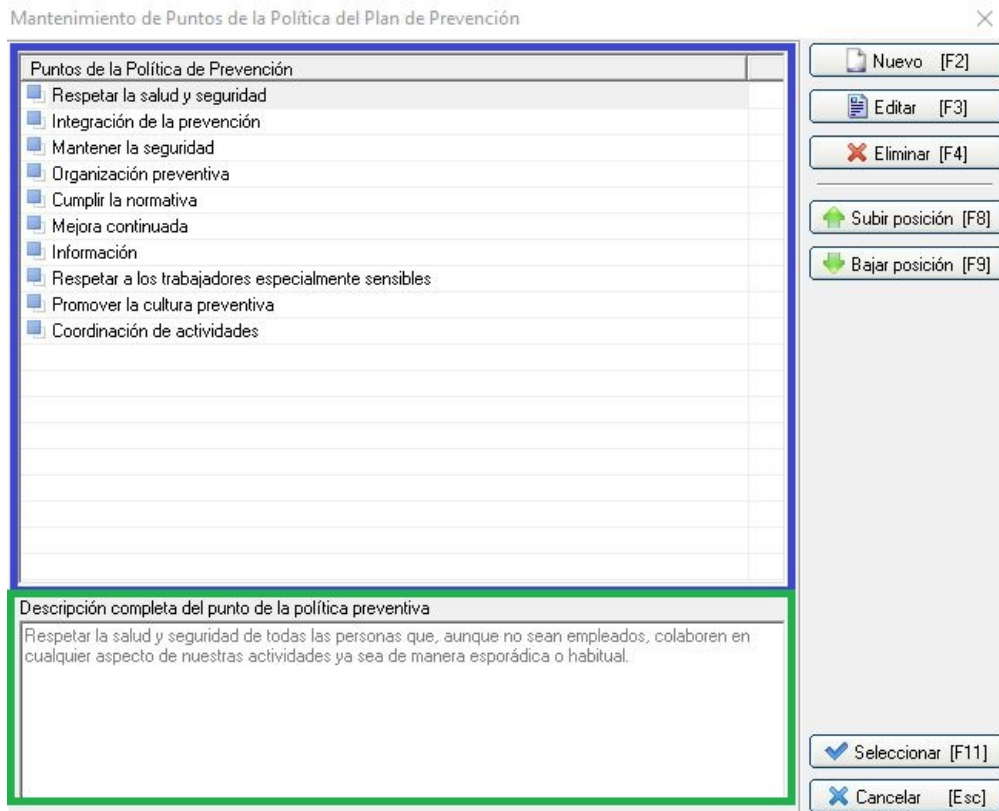 Mantenimiento de Puntos de la Política del Plan de Prevención
Puntos de la Política de Prevención
Respetar la salud y seguridad
Integración de la prevención
Mantener la seguridad
Organización preventiva
Cumplir la normativa
Mejora continuada
Información
Respetar a los trabajadores especialmente sensibles
Promover la cultura preventiva
Coordinación de actividades
Descripción completa del punto de la política preventiva
Respetar la salud y seguridad de todas las personas que, aunque no sean empleados, colaboren en
cualquier aspecto de nuestras actividades ya sea de manera esporádica o habitual.
Nuevo [F2]
Editar [F3]
Eliminar [F4]
Subir posición [F8]
Bajar posición [F9]
Seleccionar [F11]
Cancelar [Esc]